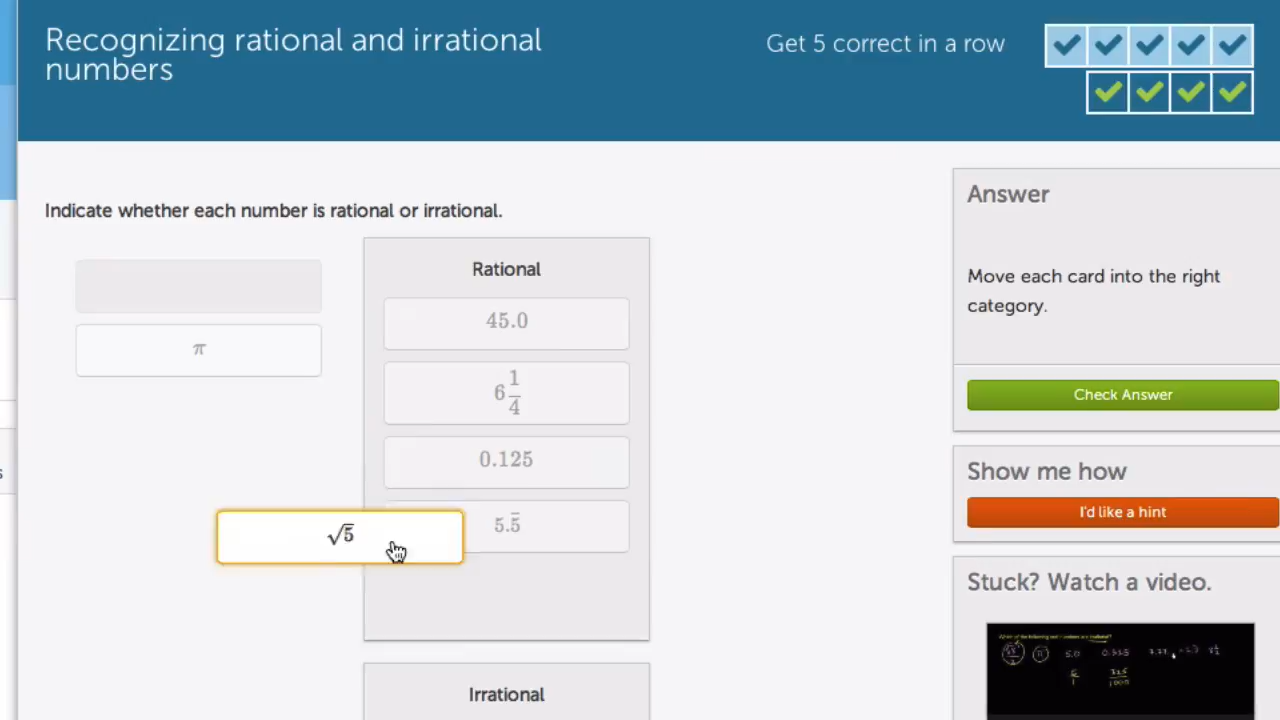 Recognizing rational and irrational
numbers
Get 5 correct in a row
Indicate whether each number is rational or irrational.
π
Rational
45.0
6 1/4
0.125
5.5̅
√5
Irrational
Answer
Move each card into the right
category.
Check Answer
Show me how
I'd like a hint
Stuck? Watch a video.
s